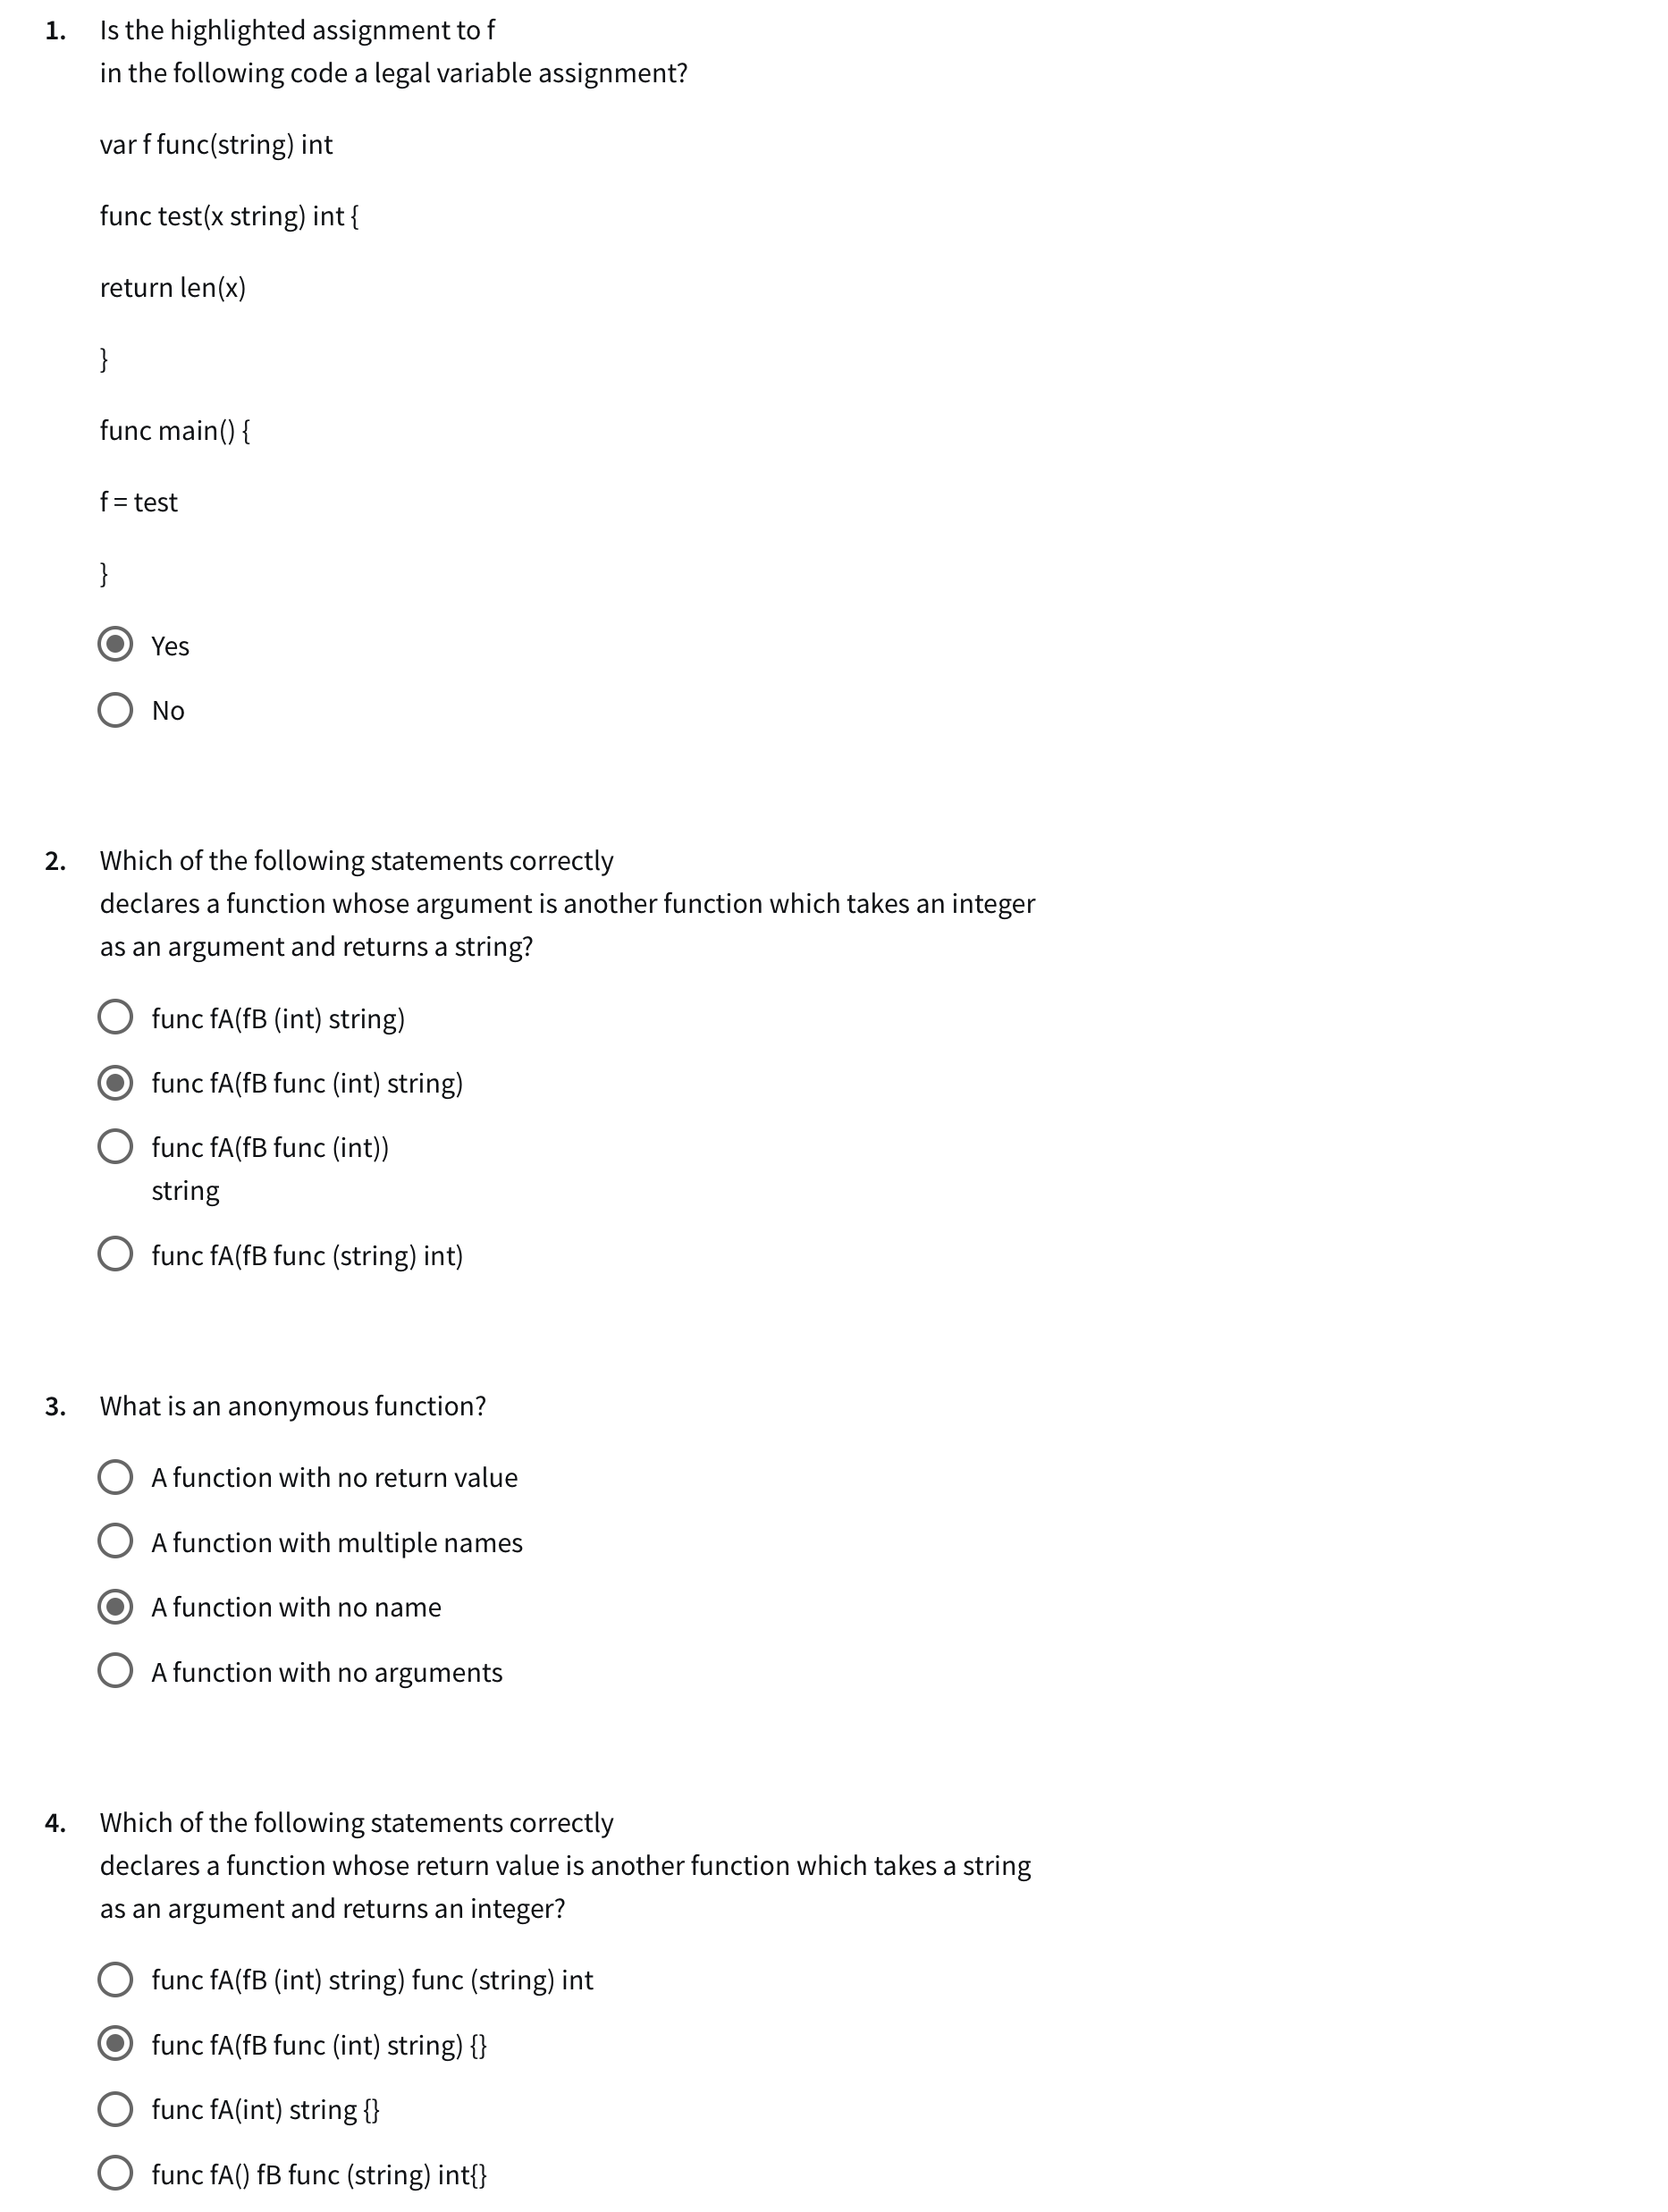 1. Is the highlighted assignment to f
in the following code a legal variable assignment?
var f func(string) int
func test(x string) int {
return len(x)
}
func main() {
f = test
}
Yes
No
2. Which of the following statements correctly
declares a function whose argument is another function which takes an integer
as an argument and returns a string?
func fA(fB (int) string)
func fA(fB func (int) string)
func fA(fB func (int))
string
func fA(fB func (string) int)
3. What is an anonymous function?
A function with no return value
A function with multiple names
A function with no name
A function with no arguments
4. Which of the following statements correctly
declares a function whose return value is another function which takes a string
as an argument and returns an integer?
func fA(fB (int) string) func (string) int
func fA(fB func (int) string) {}
func fA(int) string {}
func fA() fB func (string) int{}